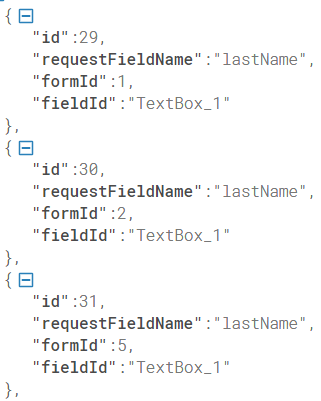 {
"id":29,
"requestFieldName":"lastName",
"formId":1,
"fieldId":"TextBox_1"
},
{
"id":30,
"requestFieldName":"lastName",
"formId":2,
"fieldId":"TextBox_1"
},
{
"id":31,
"requestFieldName":"lastName",
"formId":5,
"fieldId":"TextBox_1"
},